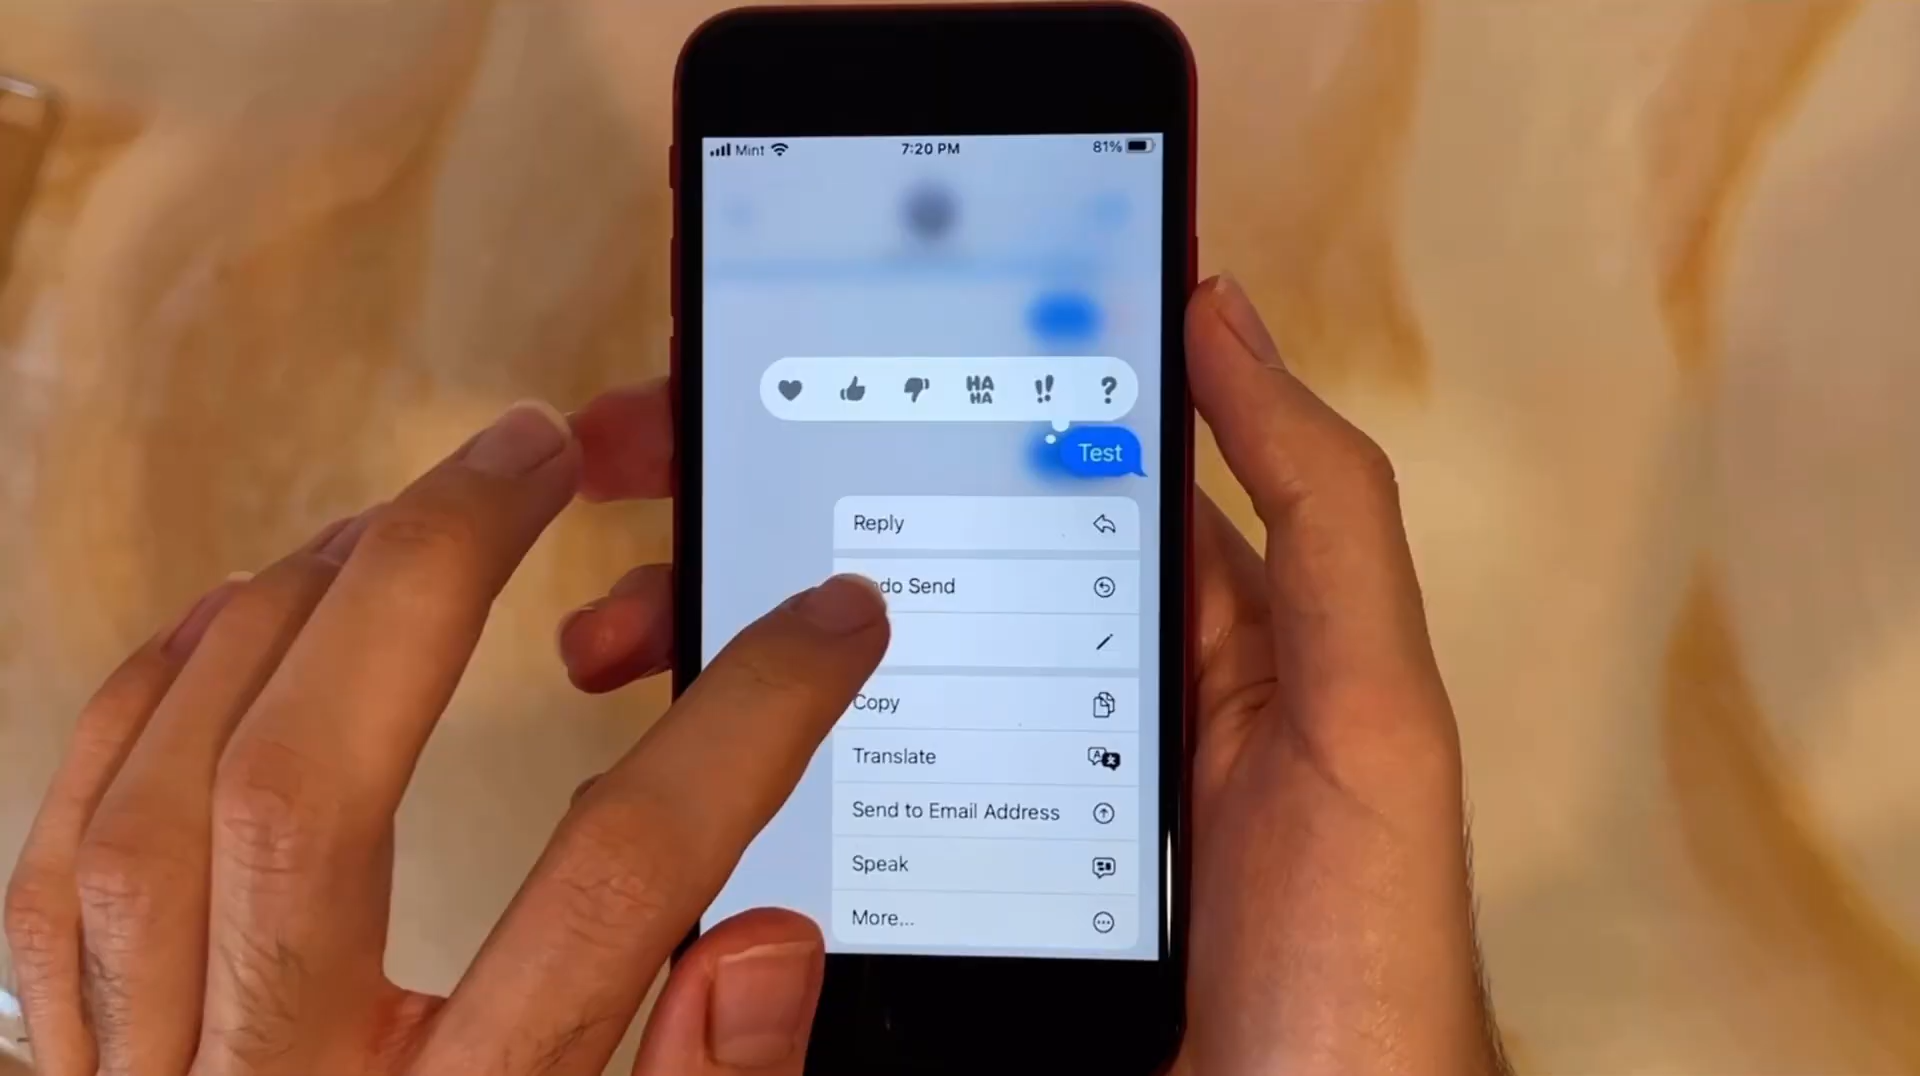 Mint 7:20 PM 81%
HA
HA
!! ?
Test
Reply
do Send
Copy
Translate
Send to Email Address
Speak
More...